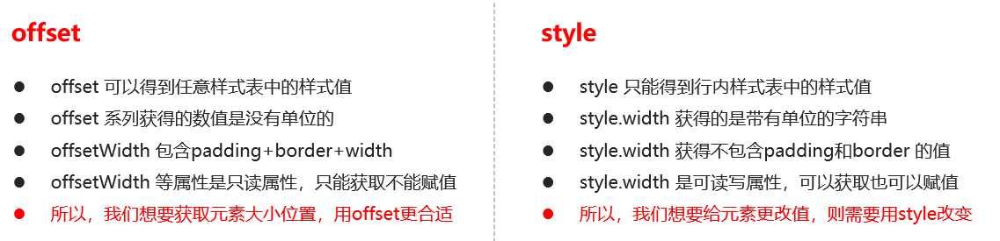 offset
● offset 可以得到任意样式表中的样式值
● offset 系列获得的数值是没有单位的
● offsetWidth 包含padding+border+width
● offsetWidth 等属性是只读属性，只能获取不能赋值
● 所以，我们想要获取元素大小位置，用offset更合适
style
● style 只能得到行内样式表中的样式值
● style.width 获得的是带有单位的字符串
● style.width 获得不包含padding和border 的值
● style.width 是可读写属性，可以获取也可以赋值
● 所以，我们想要给元素更改值，则需要用style改变